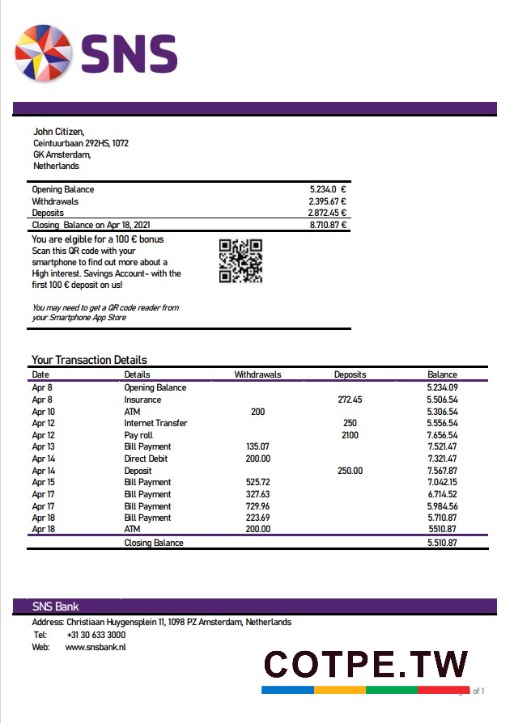 SNS
John Citizen,
Ceintuurbaan 292HS, 1072
GK Amsterdam,
Netherlands
Opening Balance 5.234.0 €
Withdrawals 2.395.67 €
Deposits 2.872.45 €
Closing Balance on Apr 18, 2021 8.710.87 €
You are elgible for a 100 € bonus
Scan this QR code with your
smartphone to find out more about a
High interest. Savings Account- with the
first 100 € deposit on us!
You may need to get a QR code reader from
your Smartphone App Store
Your Transaction Details
Date Details Withdrawals Deposits Balance
Apr 8 Opening Balance 5.234.09
Apr 8 Insurance 272.45 5.506.54
Apr 10 ATM 200 5.306.54
Apr 12 Internet Transfer 250 5.556.54
Apr 12 Pay roll 2100 7.656.54
Apr 13 Bill Payment 135.07 7.521.47
Apr 14 Direct Debit 200.00 7.321.47
Apr 14 Deposit 250.00 7.567.87
Apr 15 Bill Payment 525.72 7.042.15
Apr 17 Bill Payment 327.63 6.714.52
Apr 17 Bill Payment 729.96 5.984.56
Apr 18 Bill Payment 223.69 5.710.87
Apr 18 ATM 200.00 5510.87
Closing Balance 5.510.87
SNS Bank
Address: Christiaan Huygensplein 11, 1098 PZ Amsterdam, Netherlands
Tel: +31 30 633 3000
Web: www.snsbank.nl
COTPE.TW
of 1